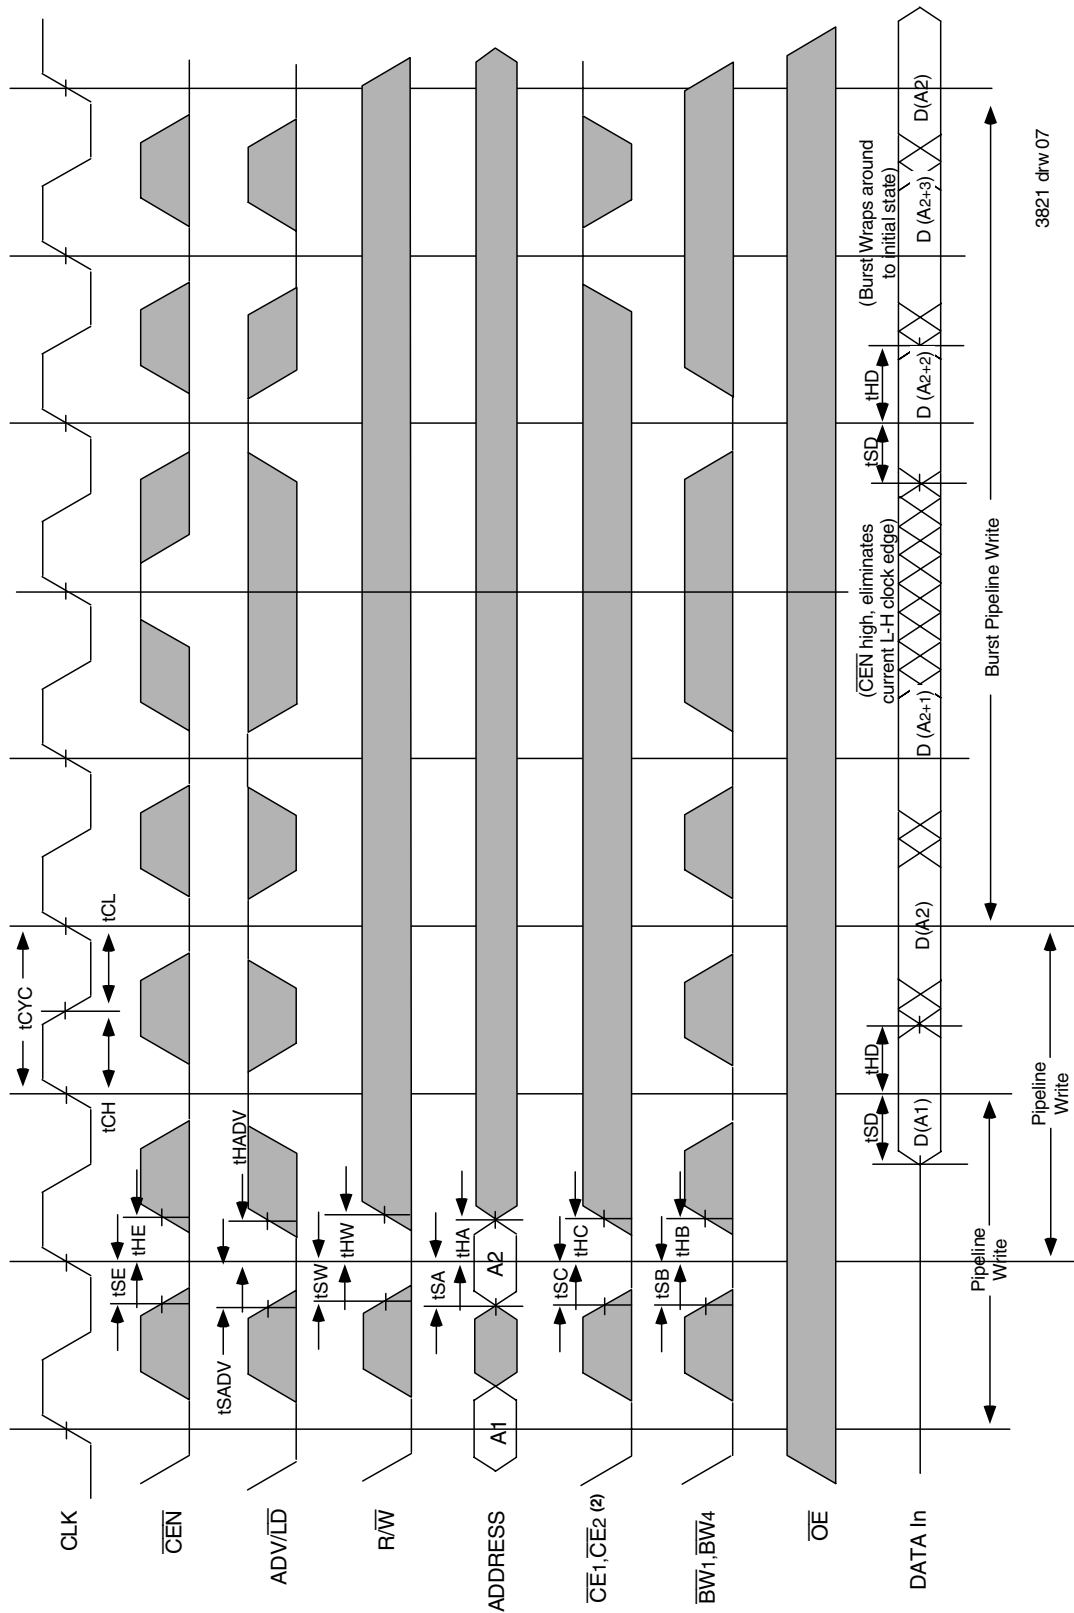 CLK
tCYC
tCH
tCL
CEN
tSE
tHE
ADV/LD
tSADV
tHADV
R/W
tSW
tHW
ADDRESS
A1
A2
tSA
tHA
CE1,CE2 (2)
tSC
tHC
BW1,BW4
tSB
tHB
OE
DATA In
tSD
tHD
(CEN high, eliminates
current L-H clock edge)
tSD
tHD
(Burst Wraps around
to initial state)
D(A1)
D(A2)
D (A2+1)
D (A2+2)
D (A2+3)
D(A2)
Pipeline
Write
Burst Pipeline Write
Pipeline
Write
3821 drw 07